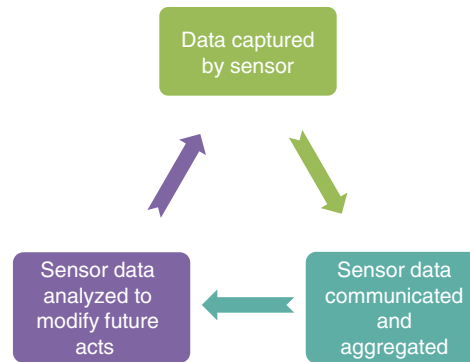 Data captured
by sensor
Sensor data
analyzed to
modify future
acts
Sensor data
communicated
and
aggregated